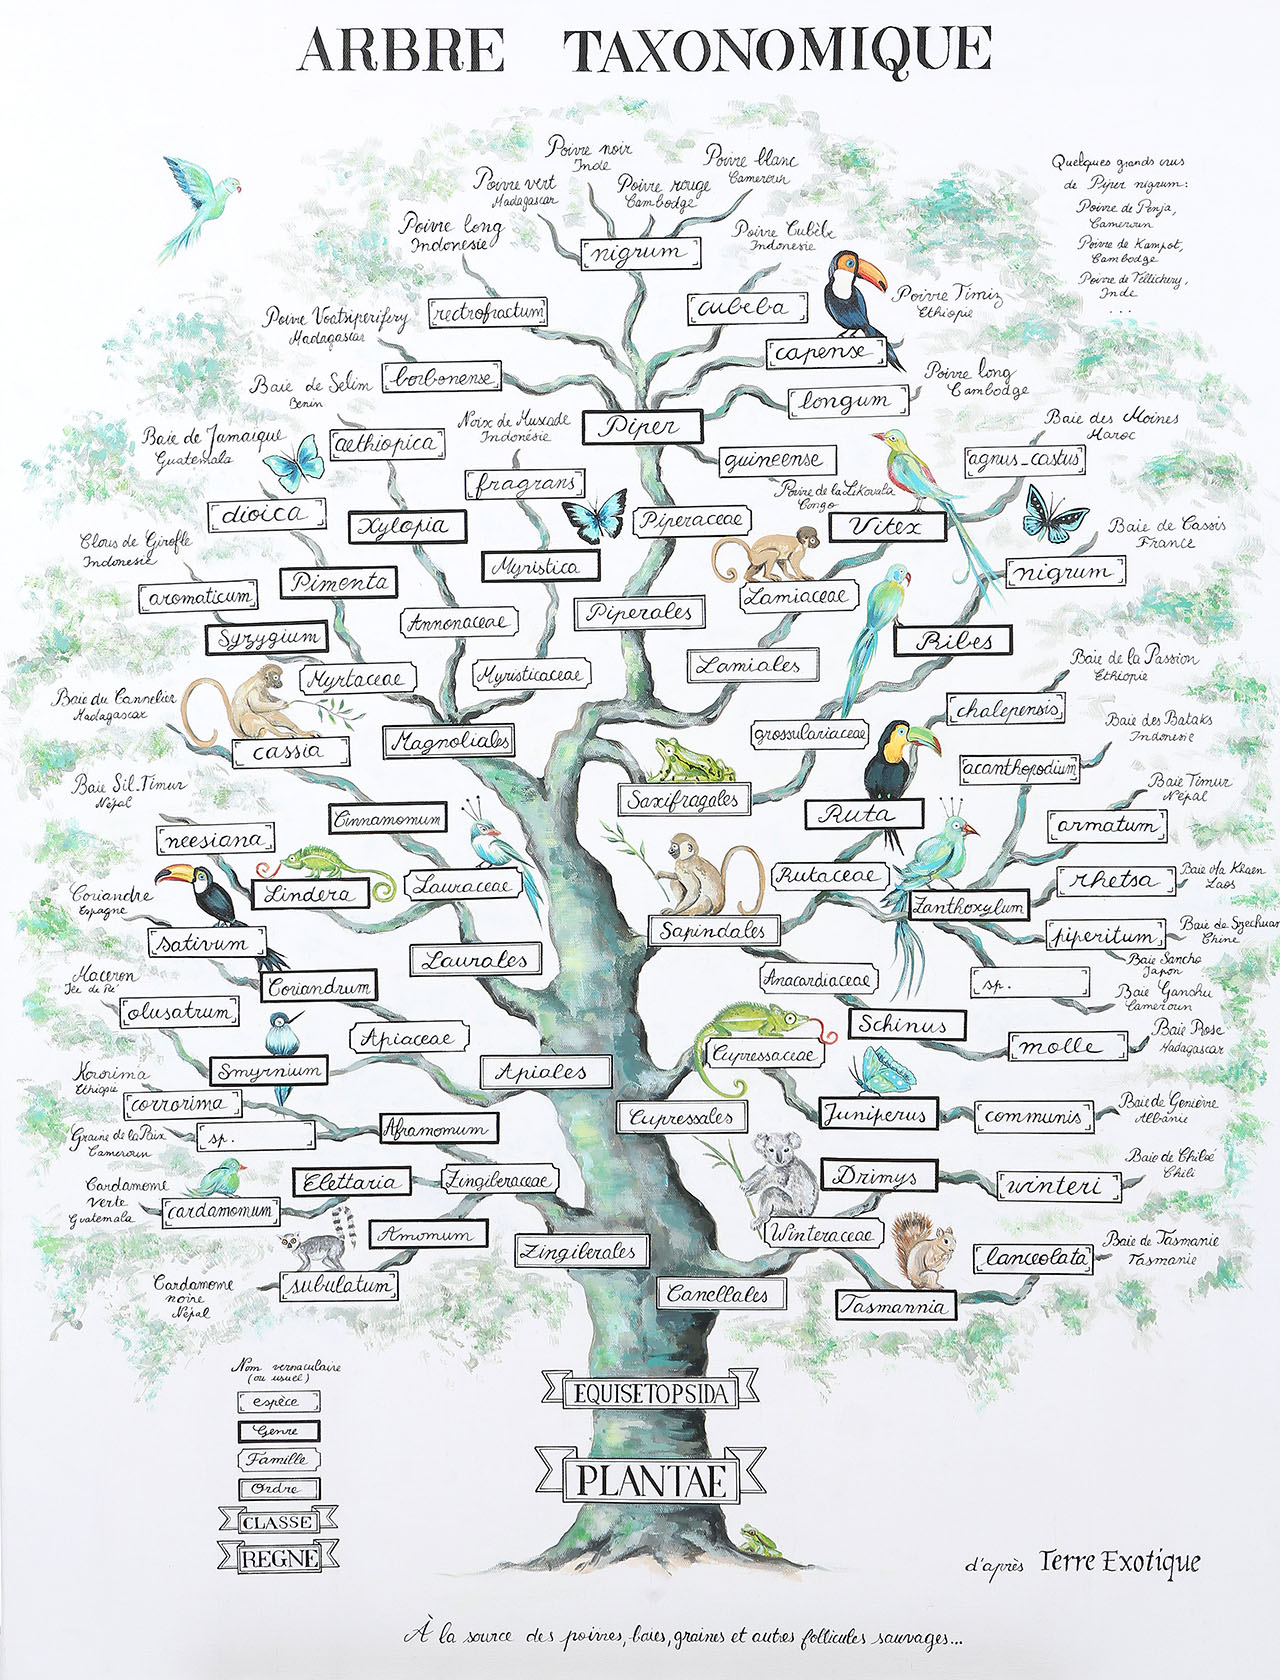 ARBRE TAXONOMIQUE
Poivre noir
Inde
Poivre blanc
Cameroun
Poivre vert
Madagascar
Poivre rouge
Cambodge
Quelques grands crus
de Piper nigrum:
Poivre de Penja,
Cameroun
Poivre de Kampot,
Cambodge
Poivre de Tellichery,
Inde
...
Poivre long
Indonésie
nigrum
Poivre Cubèbe
Indonésie
Poivre Voatsiperifery
Madagascar
rectrofractum
cubeba
Poivre Timiz
Ethiopie
capense
Baie de Selim
Benin
borbonense
longum
Poivre long
Cambodge
Baie de Jamaïque
Guatemala
aethiopica
Noix de Muscade
Indonésie
Piper
guineense
Baie des Moines
Maroc
agnus-castus
fragrans
Poivre de la Likouala
Congo
dioica
Xylopia
Piperaceae
Vitex
Baie de Cassis
France
Clous de Girofle
Indonesie
Myristica
nigrum
aromaticum
Pimenta
Lamiaceae
Syzygium
Annonaceae
Piperales
Ribes
Myrtaceae
Myristicaceae
Lamiales
Baie de la Passion
Ethiopie
Baie du Cannelier
Madagascar
chalepensis
Baie des Bataks
Indonesie
cassia
Magnoliales
grossulariaceae
acanthopodium
Baie Sil-Timur
Népal
Saxifragales
Baie Timur
Népal
Cinnamomum
Ruta
armatum
neesiana
Lindera
Lauraceae
Rutaceae
rhetsa
Baie Ma Khaen
Laos
Coriandre
Espagne
Zanthoxylum
sativum
Laurales
Sapindales
piperitum
Baie de Szechuan
Chine
Baie Sancho
Japon
Maceron
Île de Ré
Coriandrum
Anacardiaceae
sp.
Baie Ganshu
Cameroun
olusatrum
Apiaceae
Schinus
Baie Rose
Madagascar
Cupressaceae
molle
Kororima
Ethiopie
Smyrnium
Apiales
corrorima
Cupressales
Juniperus
communis
Baie de Genièvre
Albanie
Graine de la Paix
Cameroun
sp.
Aframomum
Baie de Chiloé
Chili
Cardamome
Verte
Guatemala
Elettaria
Zingiberaceae
Drimys
winteri
cardamomum
Amomum
Zingiberales
Winteraceae
lanceolata
Baie de Tasmanie
Tasmanie
Cardamome
noire
Népal
subulatum
Canellales
Tasmannia
Nom vernaculaire
(ou usuel)
espèce
Genre
Famille
Ordre
CLASSE
REGNE
EQUISETOPSIDA
PLANTAE
d'après Terre Exotique
À la source des poivres, baies, graines et autres follicules sauvages...